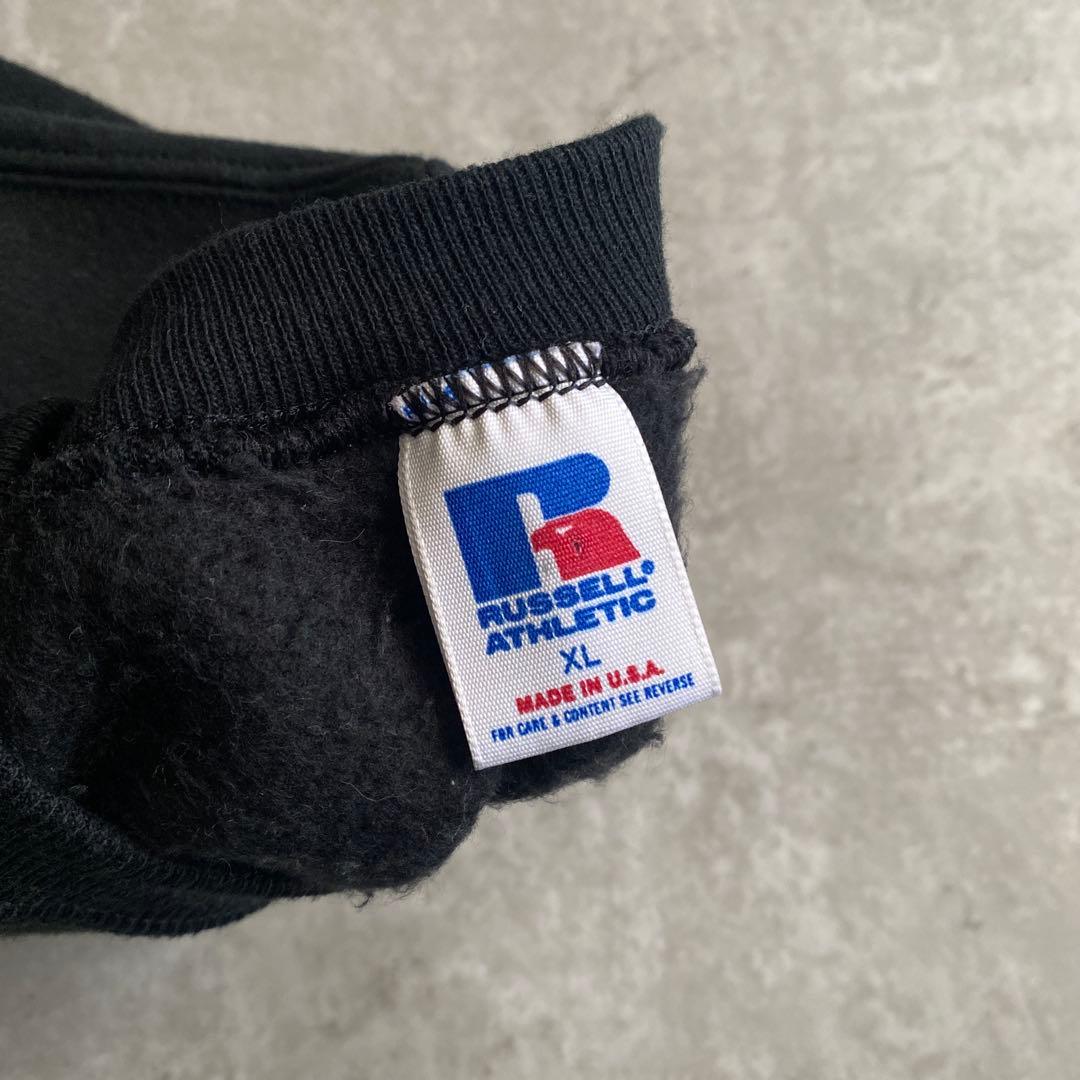 RUSSELL®
ATHLETIC
XL
MADE IN U.S.A.
FOR CARE & CONTENT SEE REVERSE